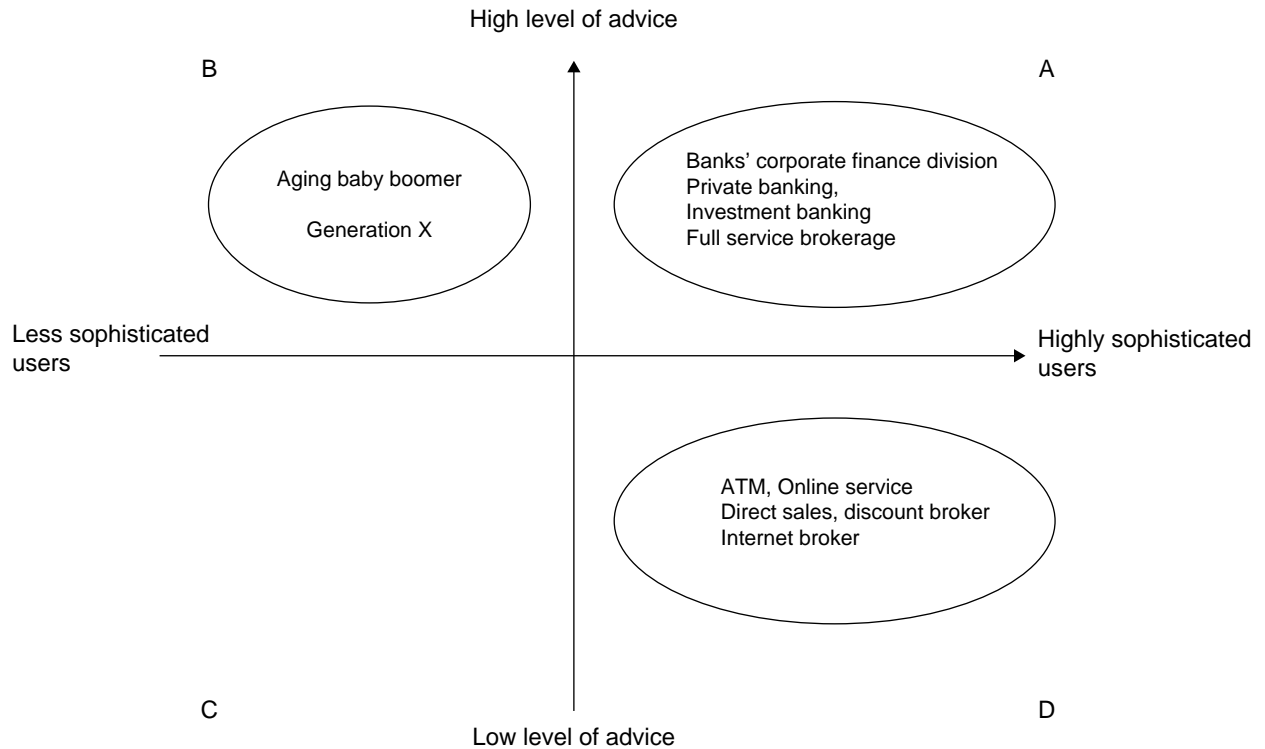 High level of advice
B
A
Aging baby boomer
Generation X
Banks’ corporate finance division
Private banking,
Investment banking
Full service brokerage
Less sophisticated
users
Highly sophisticated
users
ATM, Online service
Direct sales, discount broker
Internet broker
C
D
Low level of advice